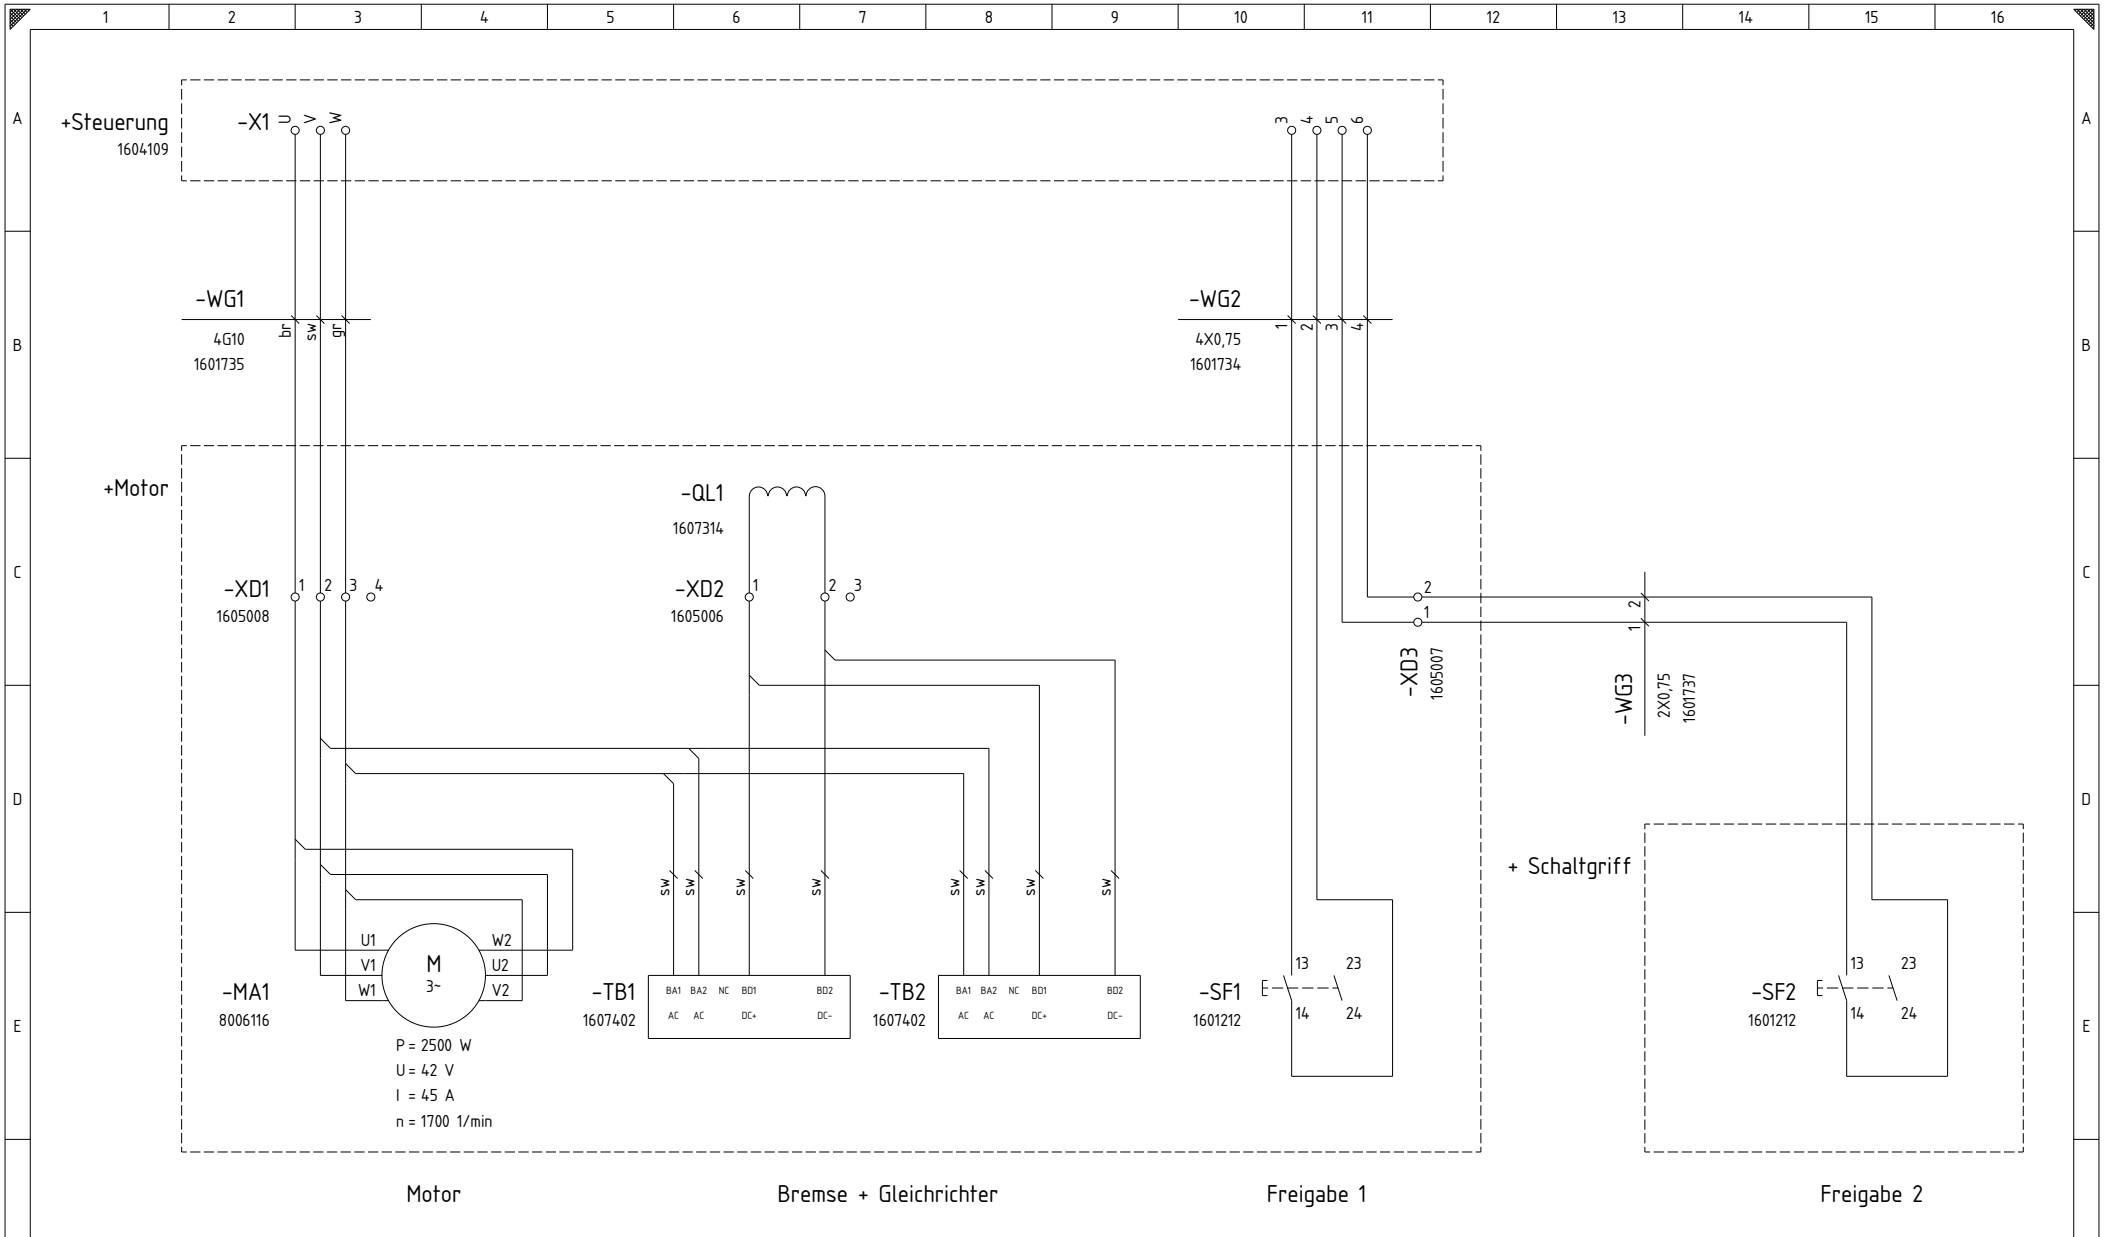 1 2 3 4 5 6 7 8 9 10 11 12 13 14 15 16
A A
+Steuerung
1604109
-X1 U V W
3 4 5 6
-WG1
4G10
1601735
br sw gr
-WG2
4X0,75
1601734
1 2 3 4
B B
+Motor
-QL1
1607314
C C
-XD1
1605008
1 2 3 4
-XD2
1605006
1 2 3
2
1
-XD3
1605007
2
1
-WG3
2X0,75
1601737
D D
sw sw sw sw sw sw sw sw
+ Schaltgriff
-MA1
8006116
U1 W2
V1 M U2
3~
W1 V2
P = 2500 W
U = 42 V
I = 45 A
n = 1700 1/min
-TB1
1607402
BA1 BA2 NC BD1 BD2
AC AC DC+ DC-
-TB2
1607402
BA1 BA2 NC BD1 BD2
AC AC DC+ DC-
-SF1
1601212
13 23
14 24
-SF2
1601212
13 23
14 24
E E
Motor
Bremse + Gleichrichter
Freigabe 1
Freigabe 2